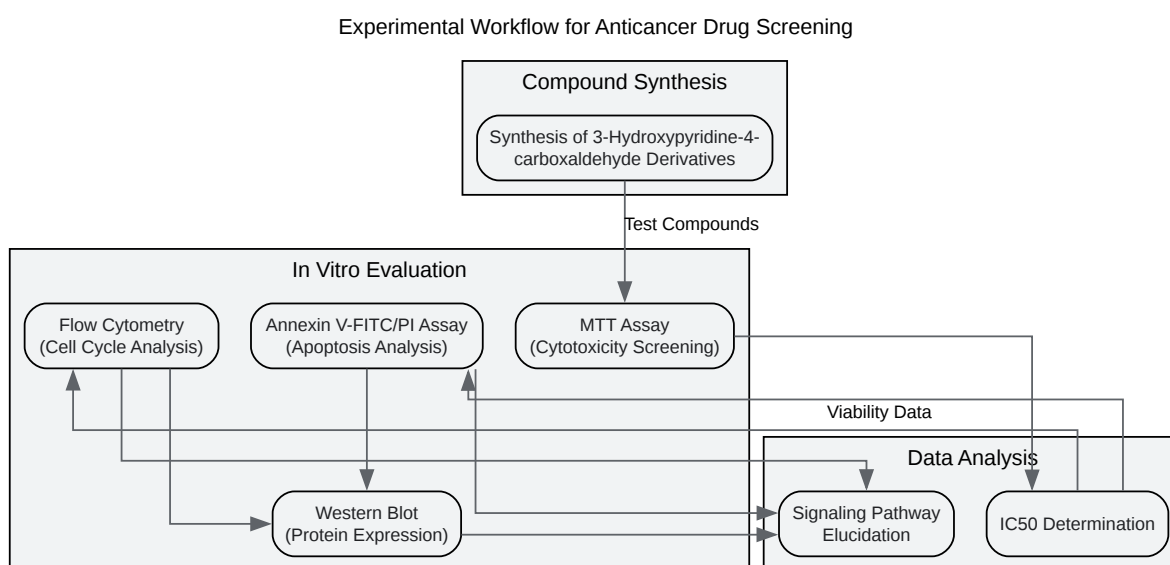 Experimental Workflow for Anticancer Drug Screening
Compound Synthesis
Synthesis of 3-Hydroxypyridine-4-
carboxaldehyde Derivatives
Test Compounds
In Vitro Evaluation
Flow Cytometry
(Cell Cycle Analysis)
Annexin V-FITC/PI Assay
(Apoptosis Analysis)
MTT Assay
(Cytotoxicity Screening)
Viability Data
Data Analysis
Western Blot
(Protein Expression)
Signaling Pathway
Elucidation
IC50 Determination